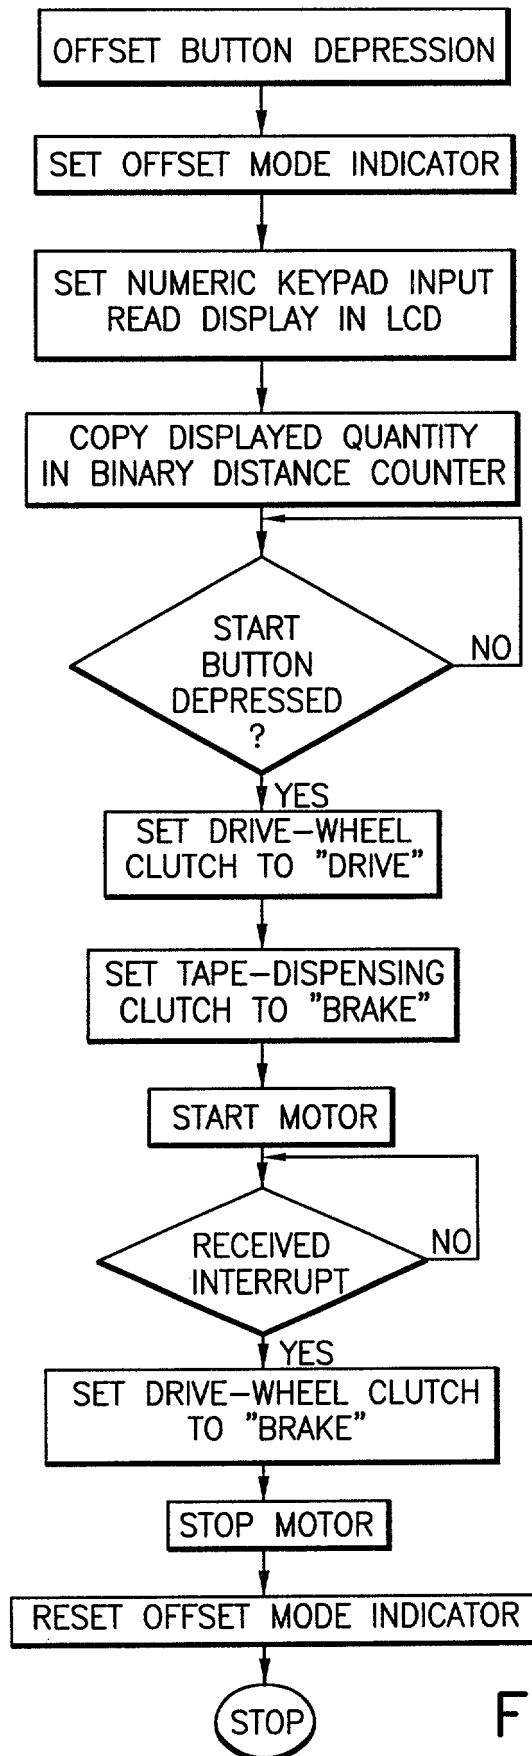 OFFSET BUTTON DEPRESSION
SET OFFSET MODE INDICATOR
SET NUMERIC KEYPAD INPUT
READ DISPLAY IN LCD
COPY DISPLAYED QUANTITY
IN BINARY DISTANCE COUNTER
START
BUTTON
DEPRESSED
?
NO
YES
SET DRIVE-WHEEL
CLUTCH TO "DRIVE"
SET TAPE-DISPENSING
CLUTCH TO "BRAKE"
START MOTOR
RECEIVED
INTERRUPT
NO
YES
SET DRIVE-WHEEL CLUTCH
TO "BRAKE"
STOP MOTOR
RESET OFFSET MODE INDICATOR
STOP
F